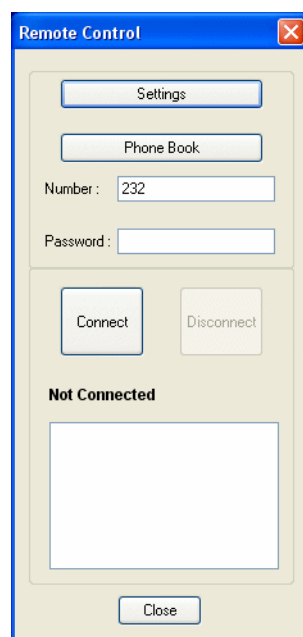 Remote Control
Settings
Phone Book
Number : 232
Password :
Connect Disconnect
Not Connected
Close